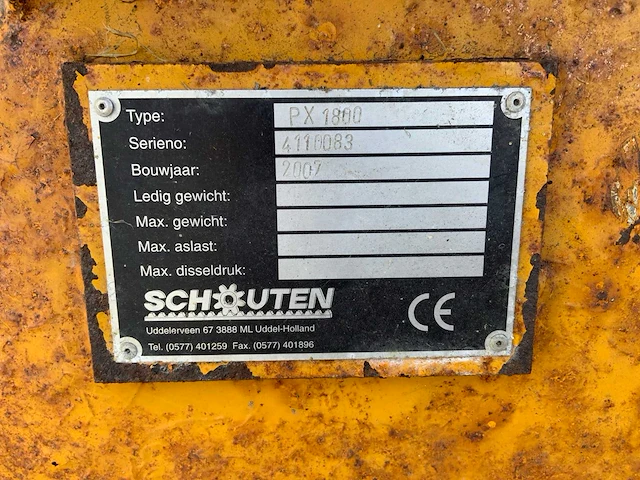 Type: PX 1800
Serieno: 4110083
Bouwjaar: 2007
Ledig gewicht:
Max. gewicht:
Max. aslast:
Max. disseldruk:
SCHOUTEN
CE
Uddelerveen 67 3888 ML Uddel-Holland
Tel. (0577) 401259 Fax. (0577) 401896